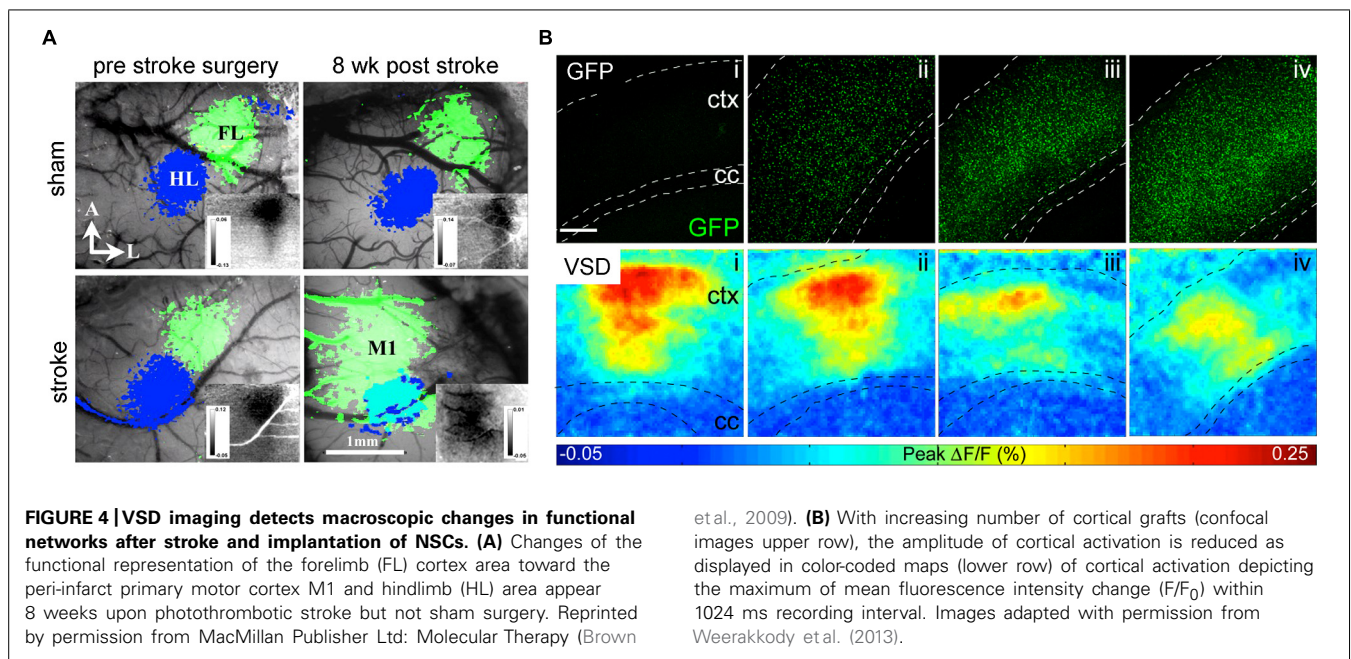 A
pre stroke surgery
8 wk post stroke
sham
FL
HL
A
L
0.06
-0.13
0.14
-0.07
stroke
0.12
-0.05
M1
1mm
0.01
-0.05
B
GFP
i
ctx
cc
GFP
ii
iii
iv
VSD
i
ctx
cc
ii
iii
iv
-0.05
Peak ΔF/F (%)
0.25
FIGURE 4 | VSD imaging detects macroscopic changes in functional
networks after stroke and implantation of NSCs. (A) Changes of the
functional representation of the forelimb (FL) cortex area toward the
peri-infarct primary motor cortex M1 and hindlimb (HL) area appear
8 weeks upon photothrombotic stroke but not sham surgery. Reprinted
by permission from MacMillan Publisher Ltd: Molecular Therapy (Brown
et al., 2009). (B) With increasing number of cortical grafts (confocal
images upper row), the amplitude of cortical activation is reduced as
displayed in color-coded maps (lower row) of cortical activation depicting
the maximum of mean fluorescence intensity change (F/F₀) within
1024 ms recording interval. Images adapted with permission from
Weerakkody et al. (2013).